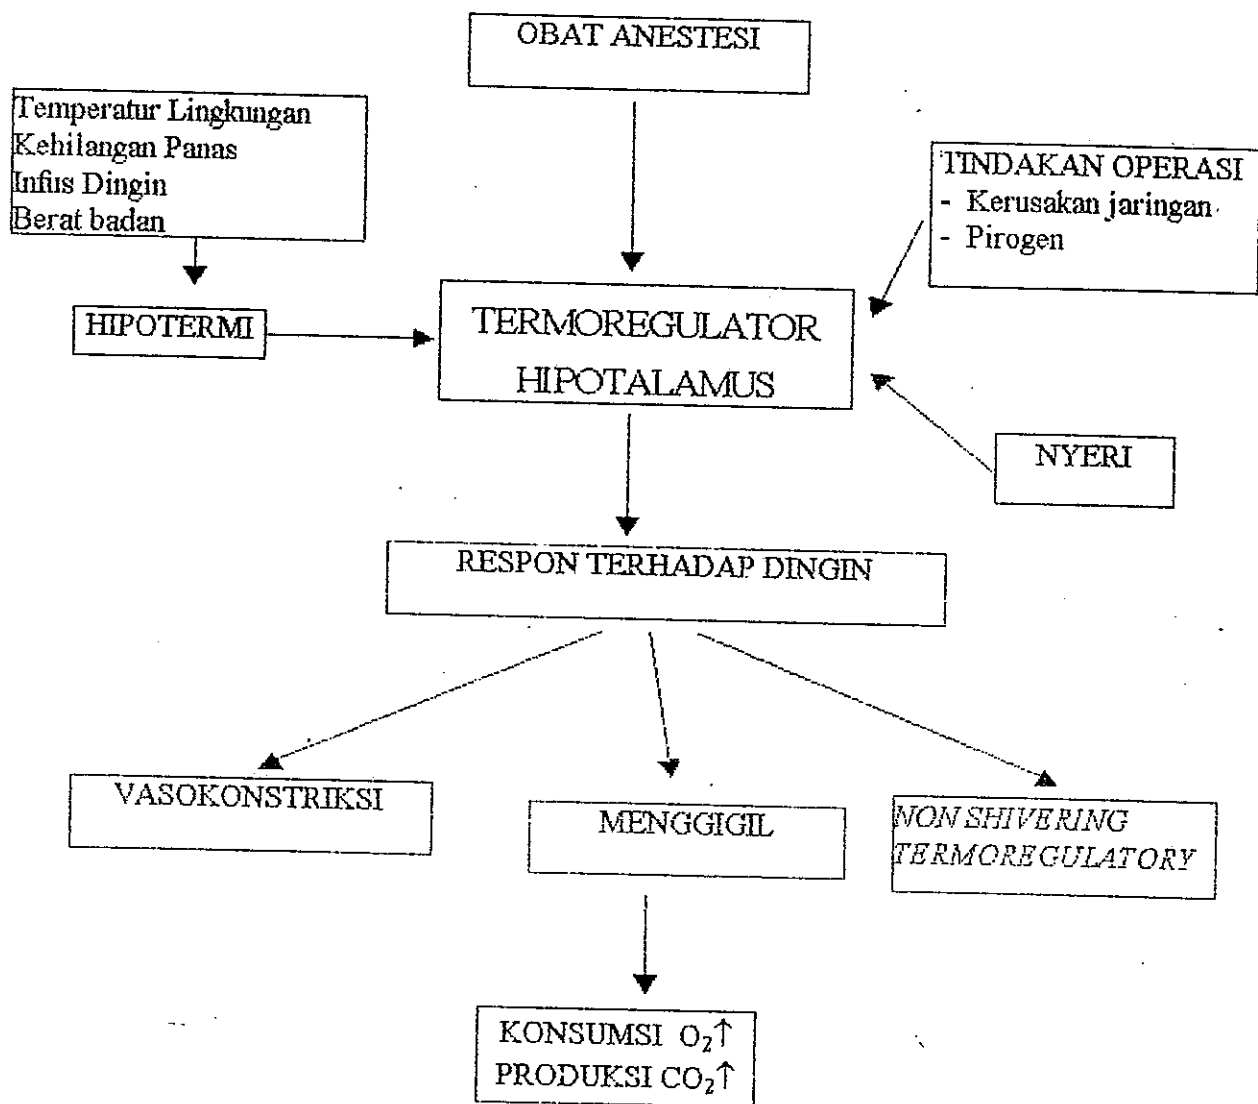 OBAT ANESTESI
Temperatur Lingkungan
Kehilangan Panas
Infus Dingin
Berat badan
TINDAKAN OPERASI
- Kerusakan jaringan
- Pirogen
HIPOTERMI
TERMOREGULATOR
HIPOTALAMUS
NYERI
RESPON TERHADAP DINGIN
VASOKONSTRIKSI
MENGGIGIL
NON SHIVERING
TERMOREGULATORY
KONSUMSI O₂↑
PRODUKSI CO₂↑